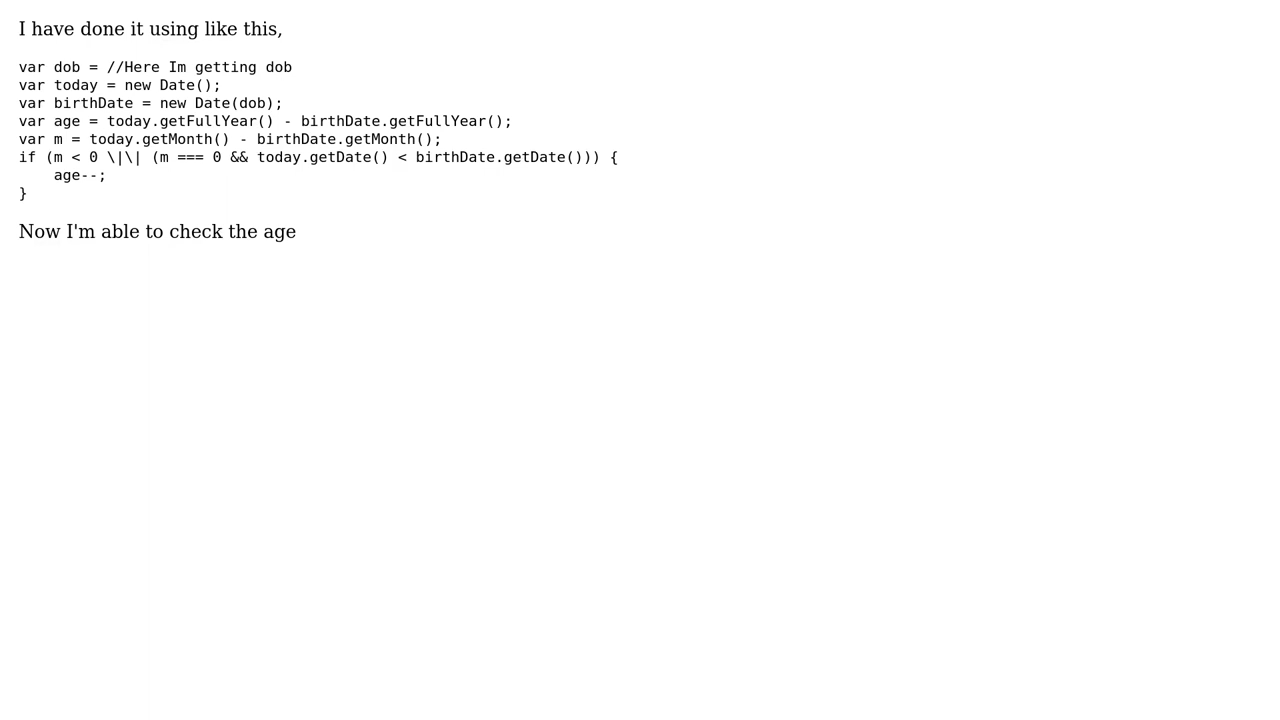 I have done it using like this,
var dob = //Here Im getting dob
var today = new Date();
var birthDate = new Date(dob);
var age = today.getFullYear() - birthDate.getFullYear();
var m = today.getMonth() - birthDate.getMonth();
if (m < 0 \|\| (m === 0 && today.getDate() < birthDate.getDate())) {
    age--;
}
Now I'm able to check the age